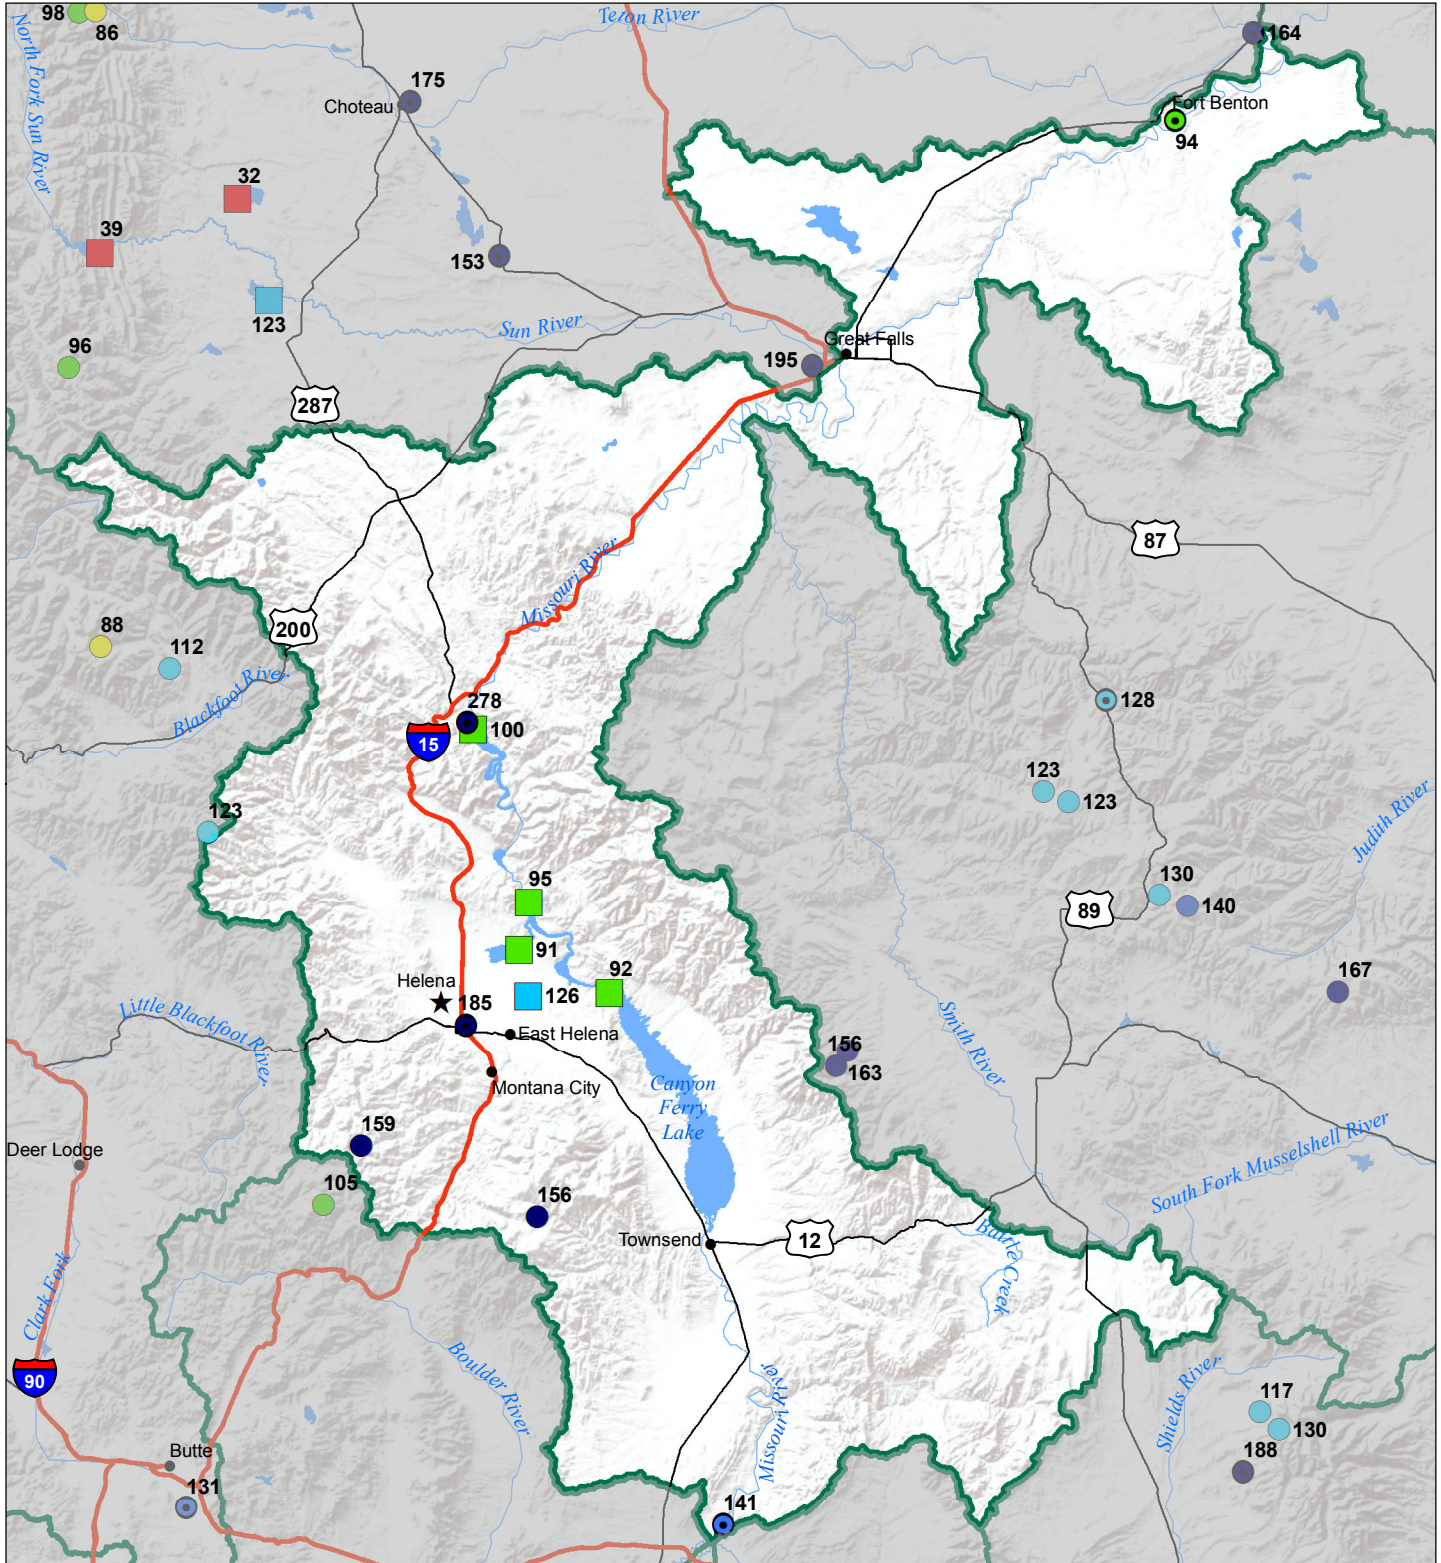 98
86
Teton River
164
North Fork Sun River
175
Choteau
Fort Benton
94
32
39
153
123
Sun River
96
195
Great Falls
287
87
Missouri River
200
88
112
Blackfoot River
278
100
15
128
123
123
123
Judith River
95
130
140
89
91
92
167
Helena
126
185
Little Blackfoot River
East Helena
Smith River
156
163
Montana City
Canyon
Ferry
Lake
159
Deer Lodge
South Fork Musselshell River
105
156
Townsend
12
Battle Creek
Clark Fork
Boulder River
90
Missouri River
Shields River
117
130
188
Butte
131
141